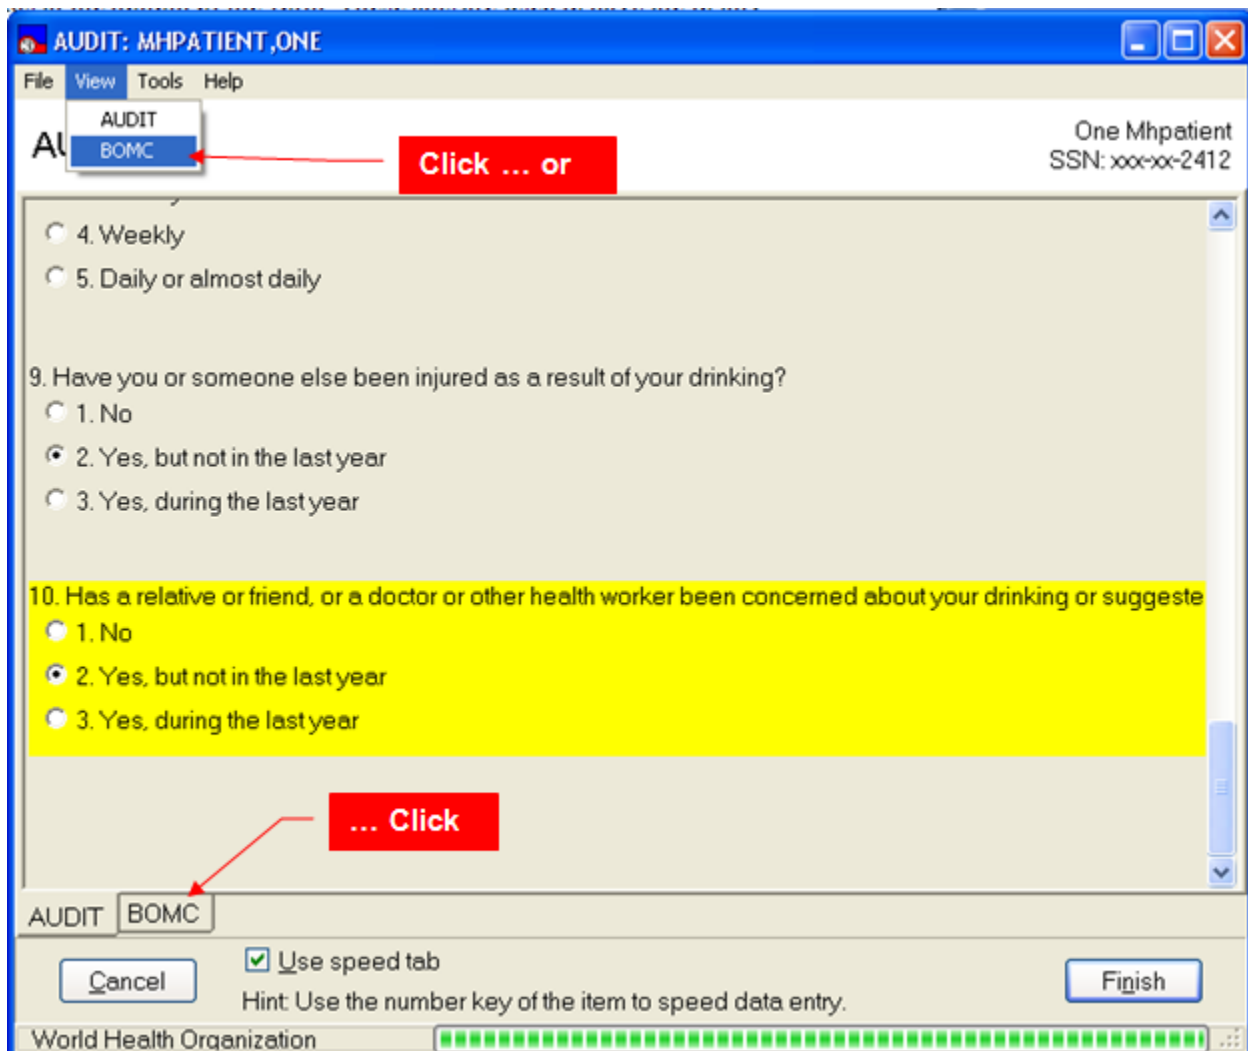 AUDIT: MHPATIENT,ONE
File View Tools Help
AUDIT
BOMC
Click ... or
One Mhpatient
SSN: xxx-xx-2412
4. Weekly
5. Daily or almost daily
9. Have you or someone else been injured as a result of your drinking?
1. No
2. Yes, but not in the last year
3. Yes, during the last year
10. Has a relative or friend, or a doctor or other health worker been concerned about your drinking or suggeste
1. No
2. Yes, but not in the last year
3. Yes, during the last year
... Click
AUDIT BOMC
Cancel
Use speed tab
Hint: Use the number key of the item to speed data entry.
Finish
World Health Organization